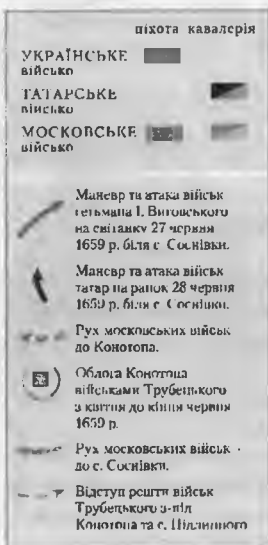 піхота кавалерія
УКРАЇНСЬКЕ
військо
ТАТАРСЬКЕ
військо
МОСКОВСЬКЕ
військо
Маневр та атака військ
гетьмана І. Виговського
на світанку 27 червня
1659 р. біля с. Соснівки.
Маневр та атака військ
татар на ранок 28 червня
1659 р. біля с. Соснівки.
Рух московських військ
до Конотопа.
Облога Конотопа
військами Трубецького
з квітня до кінця червня
1659 р.
Рух московських військ
до с. Соснівки.
Відступ решти військ
Трубецького з-під
Конотопа та с. Підлипного